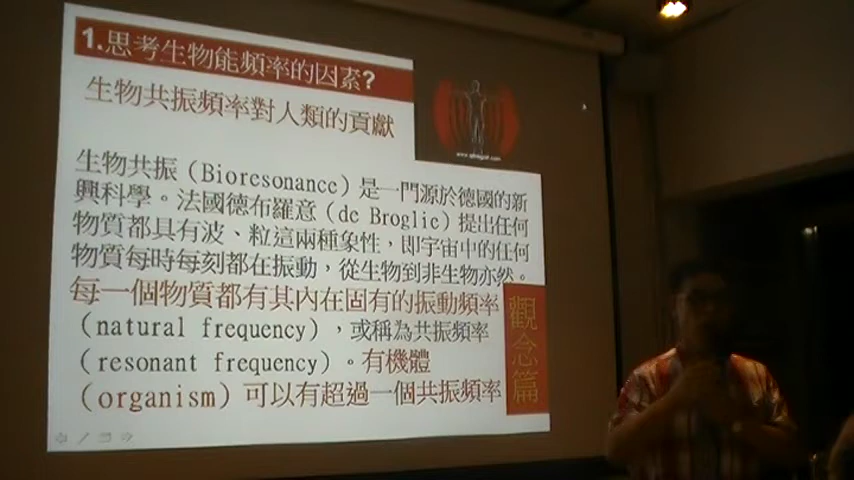 1.思考生物能頻率的因素?
生物共振頻率對人類的貢獻
生物共振（Bioresonance）是一門源於德國的新
興科學。法國德布羅意（de Broglie）提出任何
物質都具有波、粒這兩種象性，即宇宙中的任何
物質每時每刻都在振動，從生物到非生物亦然。
每一個物質都有其內在固有的振動頻率
（natural frequency），或稱為共振頻率
（resonant frequency）。有機體
（organism）可以有超過一個共振頻率
觀念篇